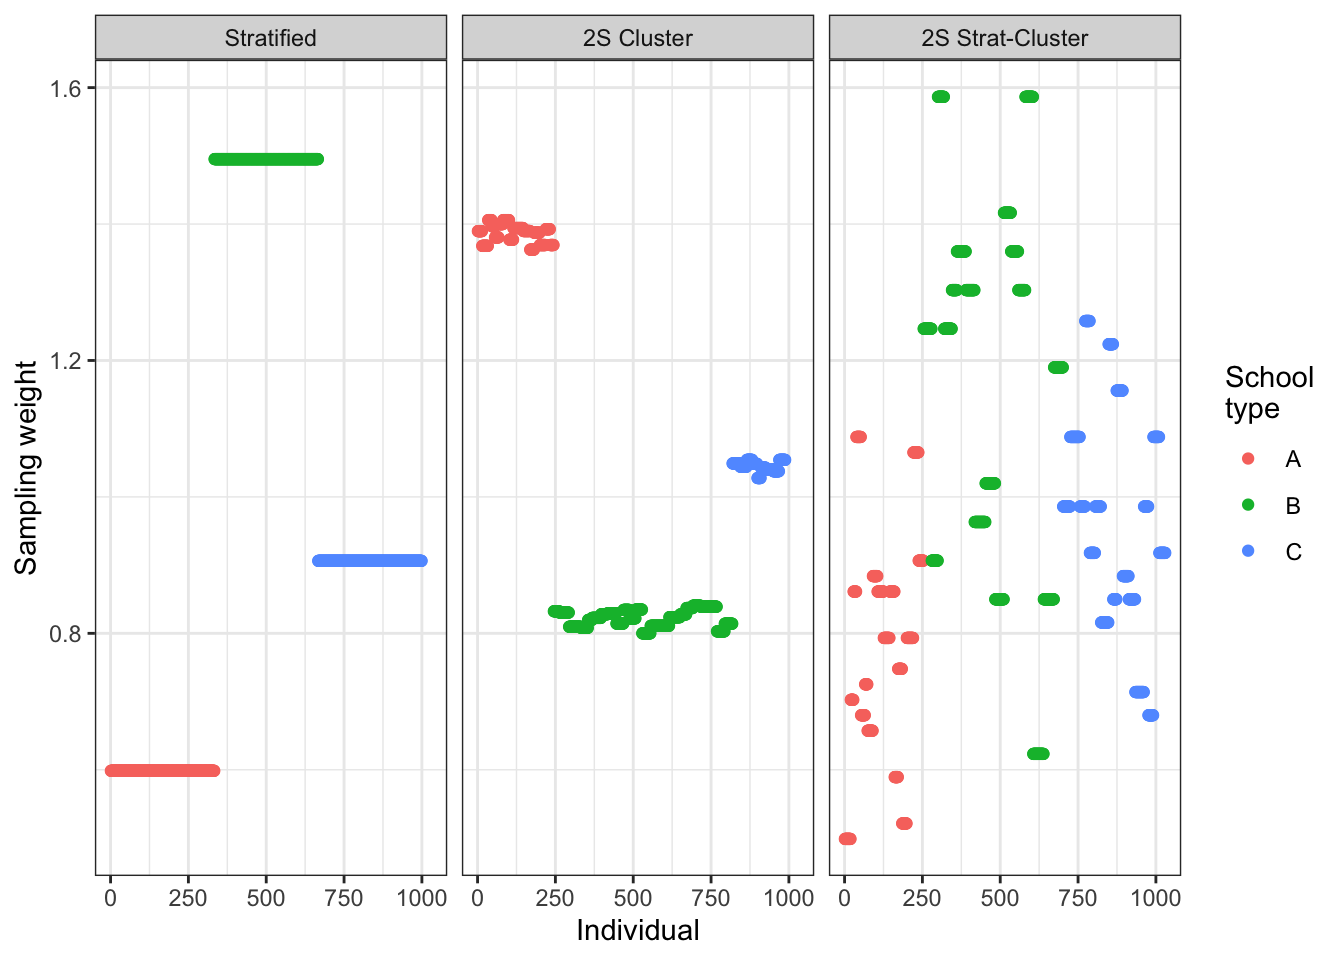 Stratified
2S Cluster
2S Strat-Cluster
Sampling weight
1.6
1.2
0.8
0 250 500 750 1000
0 250 500 750 1000
0 250 500 750 1000
Individual
School
type
A
B
C